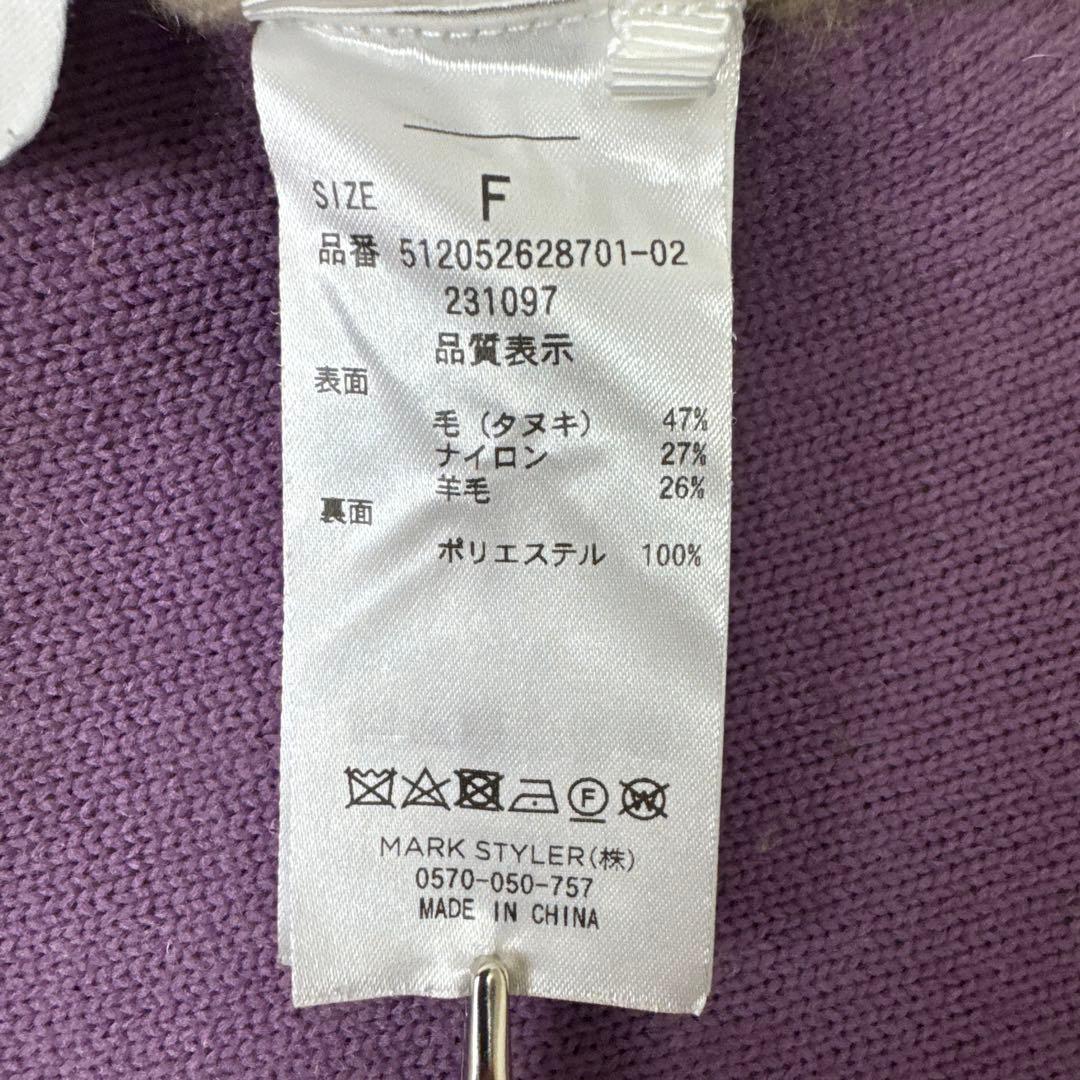 SIZE F
品番 512052628701-02
231097
品質表示
表面
毛(タヌキ) 47%
ナイロン 27%
羊毛 26%
裏面
ポリエステル 100%
F W
MARK STYLER(株)
0570-050-757
MADE IN CHINA